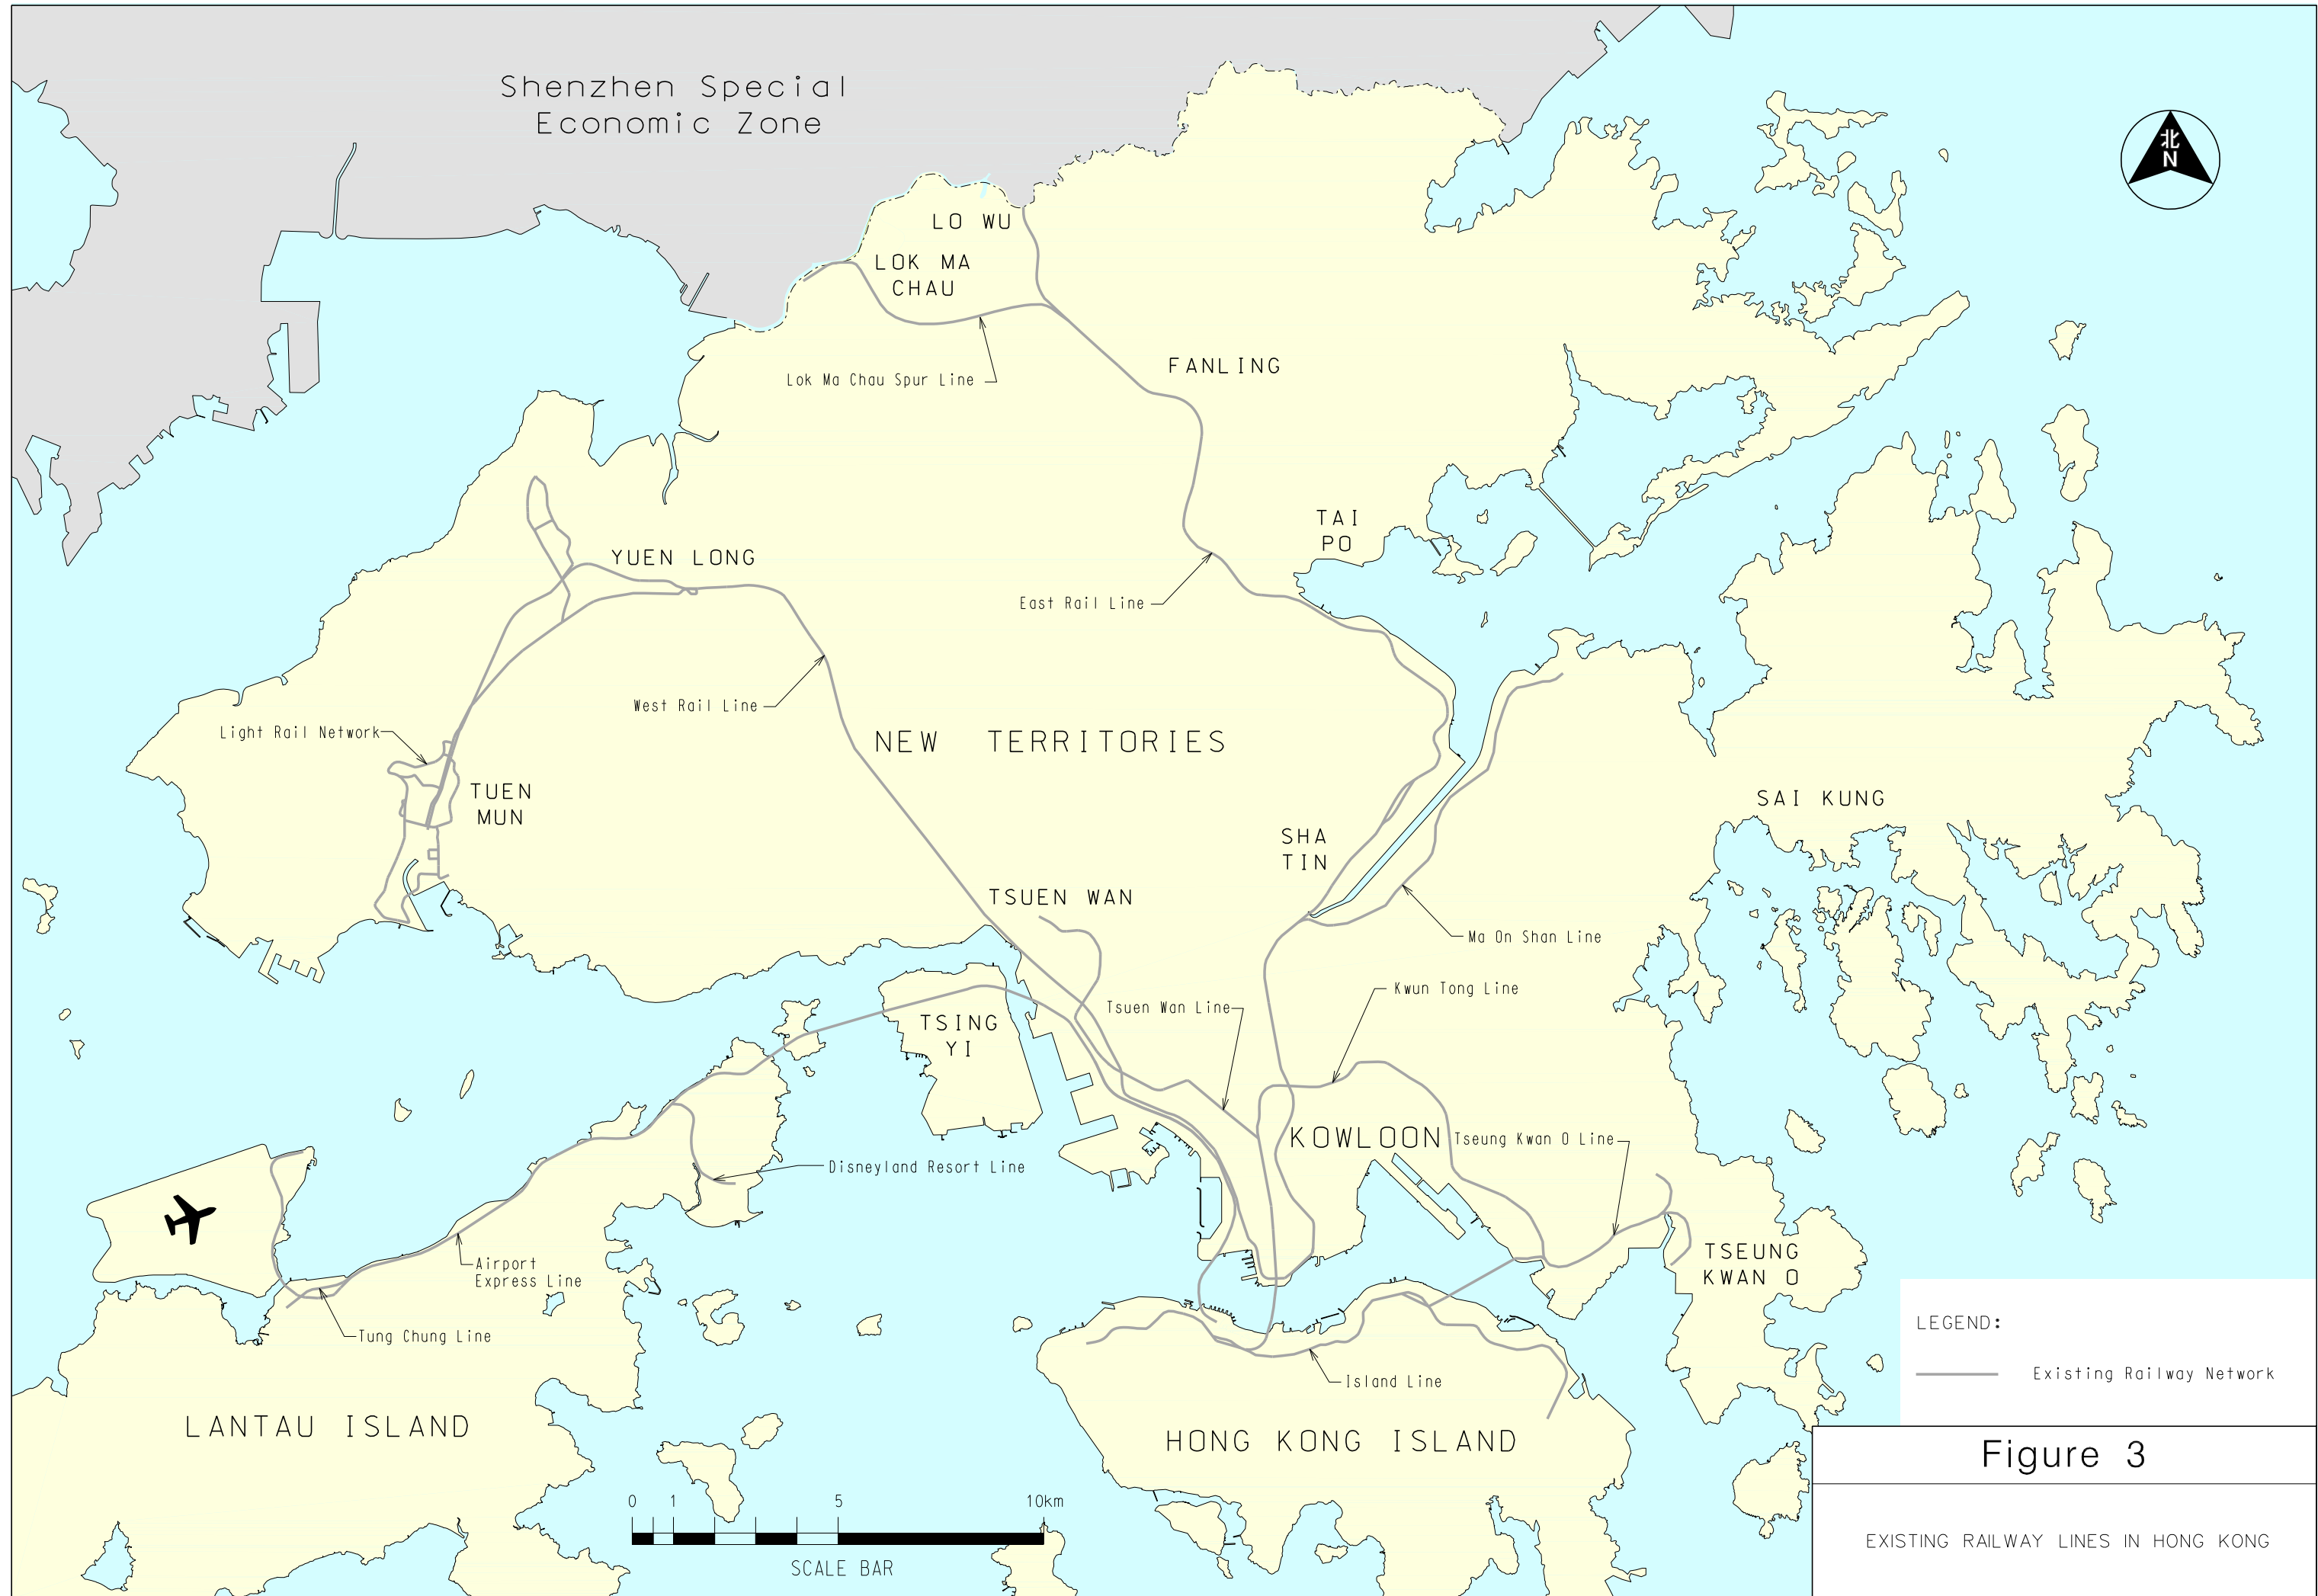 Shenzhen Special
Economic Zone
北
N
LO WU
LOK MA
CHAU
Lok Ma Chau Spur Line
FANLING
TAI
PO
YUEN LONG
East Rail Line
West Rail Line
Light Rail Network
NEW TERRITORIES
TUEN
MUN
SAI KUNG
SHA
TIN
TSUEN WAN
Ma On Shan Line
Kwun Tong Line
Tsuen Wan Line
TSING
YI
KOWLOON
Tseung Kwan O Line
Disneyland Resort Line
Airport
Express Line
TSEUNG
KWAN O
Tung Chung Line
LEGEND:
Existing Railway Network
Island Line
LANTAU ISLAND
HONG KONG ISLAND
Figure 3
0 1 5 10km
SCALE BAR
EXISTING RAILWAY LINES IN HONG KONG